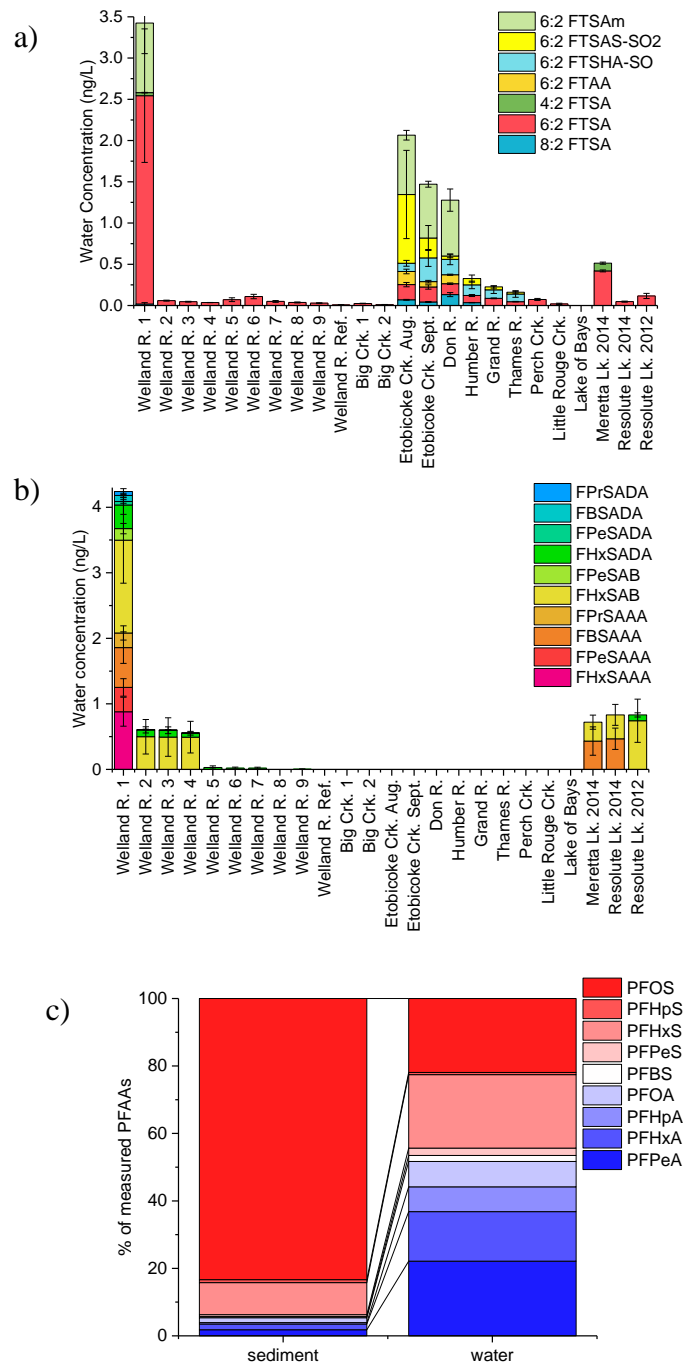 a)
Water Concentration (ng/L)
3.5
3.0
2.5
2.0
1.5
1.0
0.5
0.0
6:2 FTSAm
6:2 FTSAS-SO2
6:2 FTSHA-SO
6:2 FTAA
4:2 FTSA
6:2 FTSA
8:2 FTSA
Welland R. 1
Welland R. 2
Welland R. 3
Welland R. 4
Welland R. 5
Welland R. 6
Welland R. 7
Welland R. 8
Welland R. 9
Welland R. Ref.
Big Crk. 1
Big Crk. 2
Etobicoke Crk. Aug.
Etobicoke Crk. Sept.
Don R.
Humber R.
Grand R.
Thames R.
Perch Crk.
Little Rouge Crk.
Lake of Bays
Meretta Lk. 2014
Resolute Lk. 2014
Resolute Lk. 2012
b)
Water concentration (ng/L)
4
3
2
1
0
FPrSADA
FBSADA
FPeSADA
FHxSADA
FPeSAB
FHxSAB
FPrSAAA
FBSAAA
FPeSAAA
FHxSAAA
Welland R. 1
Welland R. 2
Welland R. 3
Welland R. 4
Welland R. 5
Welland R. 6
Welland R. 7
Welland R. 8
Welland R. 9
Welland R. Ref.
Big Crk. 1
Big Crk. 2
Etobicoke Crk. Aug.
Etobicoke Crk. Sept.
Don R.
Humber R.
Grand R.
Thames R.
Perch Crk.
Little Rouge Crk.
Lake of Bays
Meretta Lk. 2014
Resolute Lk. 2014
Resolute Lk. 2012
c)
% of measured PFAAs
100
80
60
40
20
0
PFOS
PFHpS
PFHxS
PFPeS
PFBS
PFOA
PFHpA
PFHxA
PFPeA
sediment
water